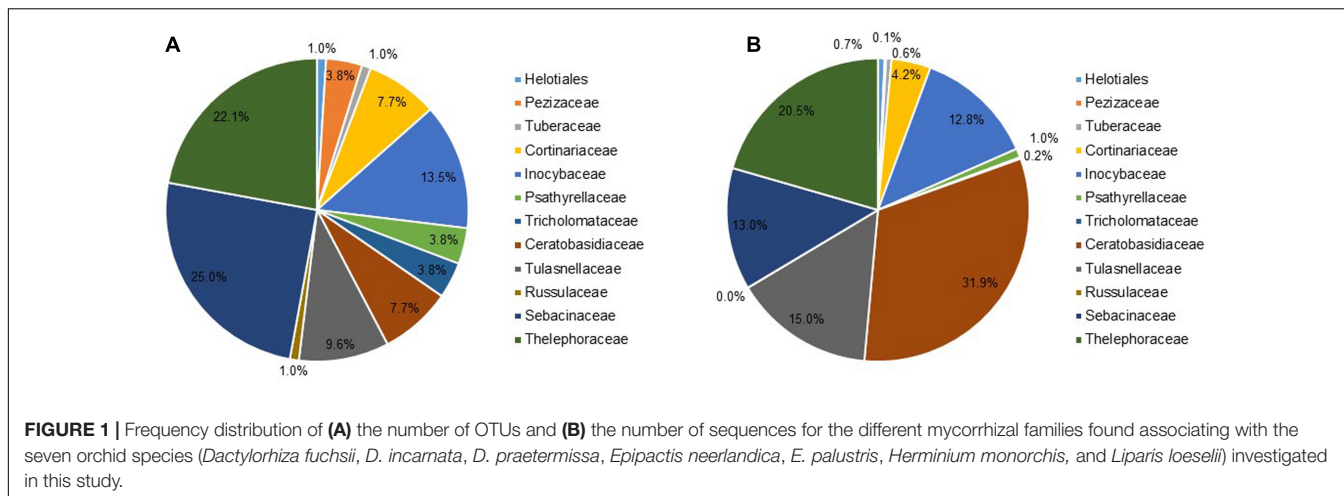 A
B
1.0%
3.8%
1.0%
7.7%
13.5%
3.8%
3.8%
7.7%
9.6%
1.0%
25.0%
22.1%
Helotiales
Pezizaceae
Tuberaceae
Cortinariaceae
Inocybaceae
Psathyrellaceae
Tricholomataceae
Ceratobasidiaceae
Tulasnellaceae
Russulaceae
Sebacinaceae
Thelephoraceae
0.7%
0.1%
0.6%
4.2%
12.8%
1.0%
0.2%
31.9%
15.0%
0.0%
13.0%
20.5%
Helotiales
Pezizaceae
Tuberaceae
Cortinariaceae
Inocybaceae
Psathyrellaceae
Tricholomataceae
Ceratobasidiaceae
Tulasnellaceae
Russulaceae
Sebacinaceae
Thelephoraceae
FIGURE 1 | Frequency distribution of (A) the number of OTUs and (B) the number of sequences for the different mycorrhizal families found associating with the
seven orchid species (Dactylorhiza fuchsii, D. incarnata, D. praetermissa, Epipactis neerlandica, E. palustris, Herminium monorchis, and Liparis loeselii) investigated
in this study.